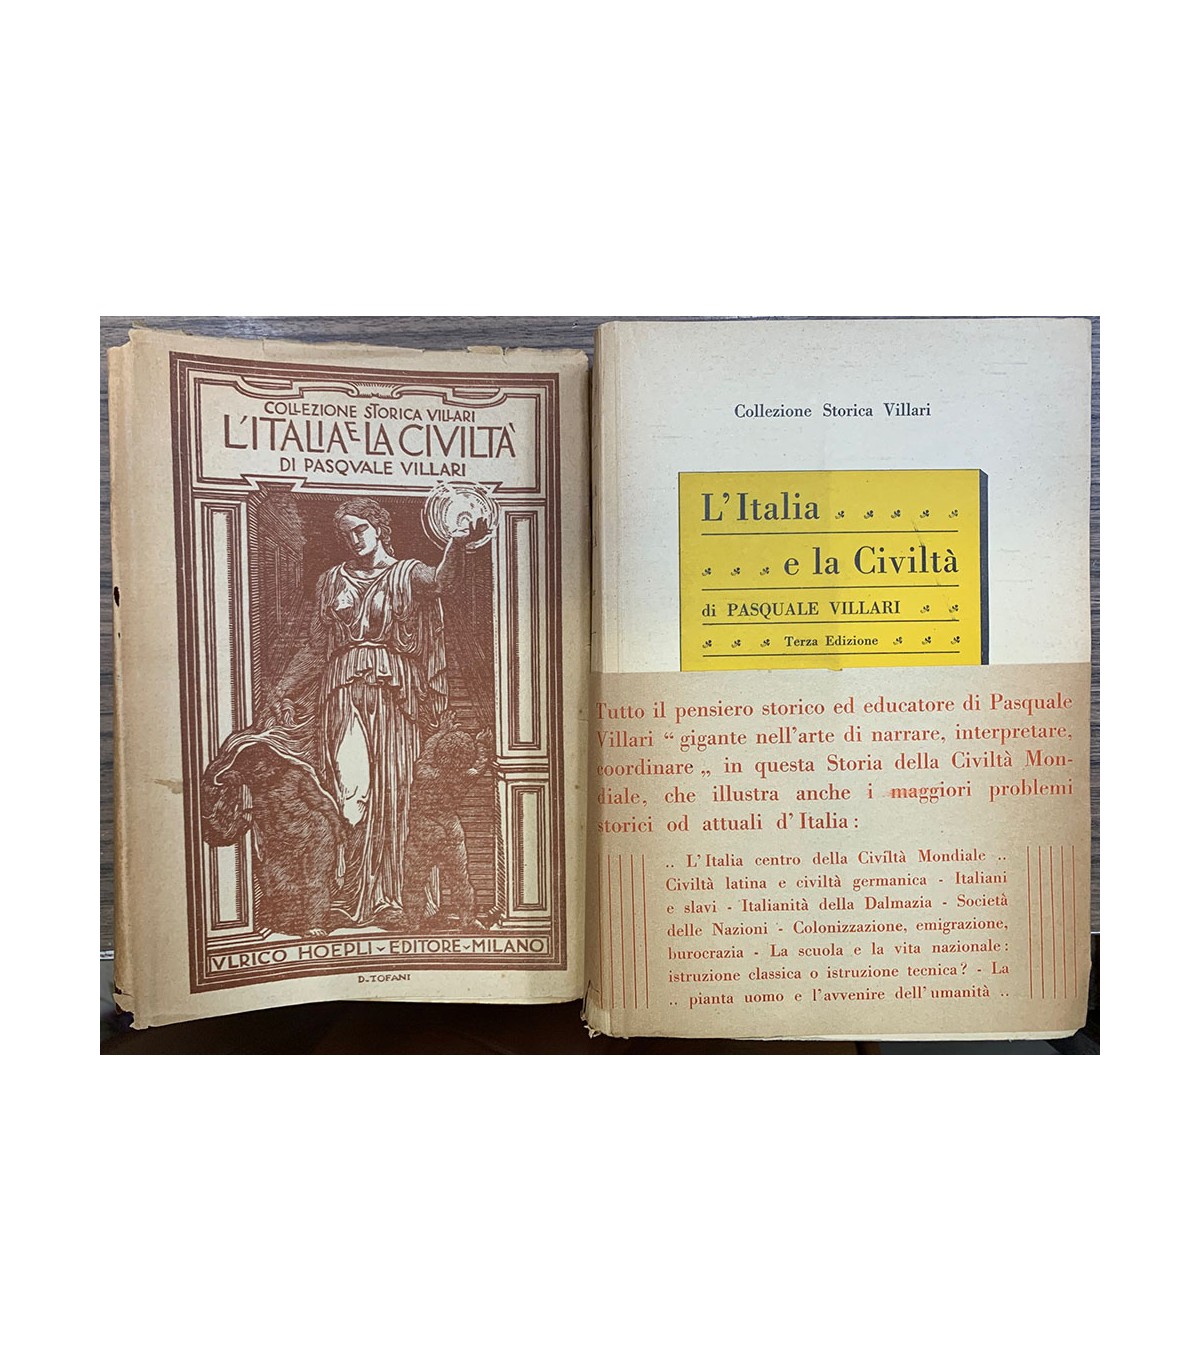 COLLEZIONE STORICA VILLARI
L'ITALIA E LA CIVILTÀ
DI PASQVALE VILLARI
VLRICO HOEPLI - EDITORE - MILANO
D. TOFANI
Collezione Storica Villari
L'Italia
e la Civiltà
di PASQUALE VILLARI
Terza Edizione
Tutto il pensiero storico ed educatore di Pasquale
Villari “ gigante nell'arte di narrare, interpretare,
coordinare „ in questa Storia della Civiltà Mon-
diale, che illustra anche i maggiori problemi
storici od attuali d'Italia :
.. L'Italia centro della Civiltà Mondiale ..
Civiltà latina e civiltà germanica - Italiani
e slavi - Italianità della Dalmazia - Società
delle Nazioni - Colonizzazione, emigrazione,
burocrazia - La scuola e la vita nazionale :
istruzione classica o istruzione tecnica ? - La
.. pianta uomo e l'avvenire dell'umanità ..